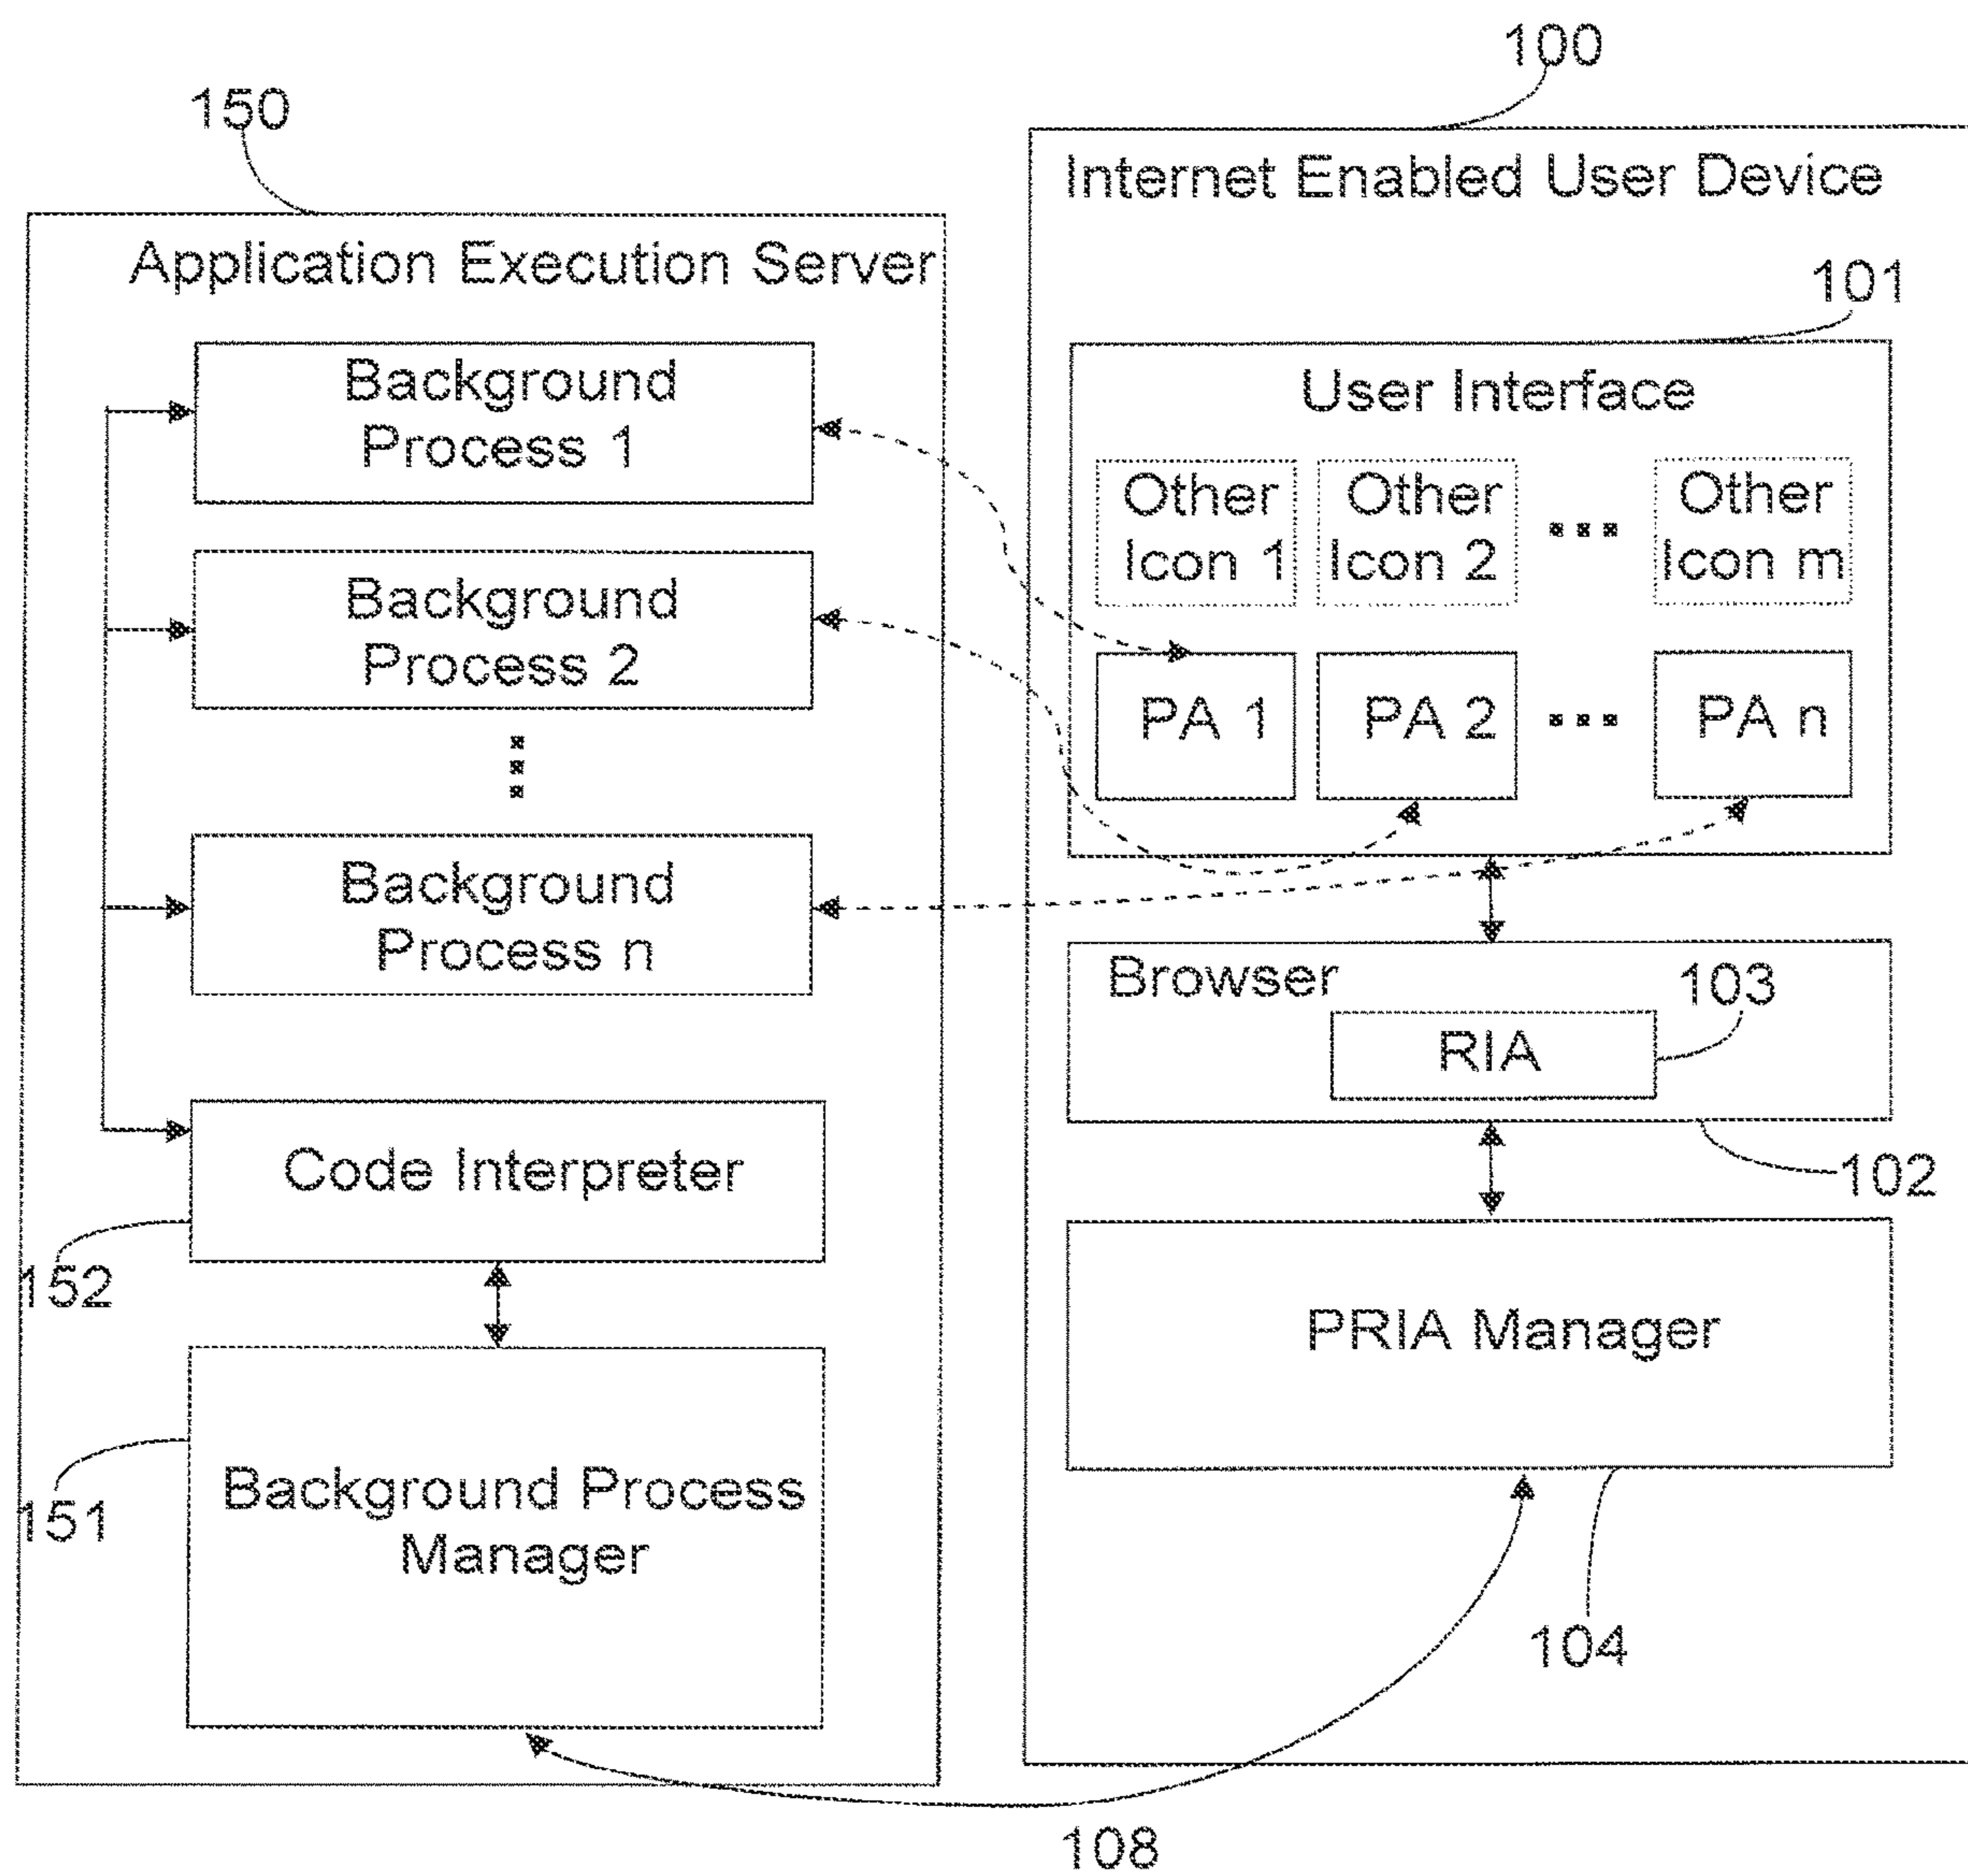 100
150
Internet Enabled User Device
Application Execution Server
101
Background
Process 1
User Interface
Other
Icon 1
Other
Icon 2
Other
Icon m
Background
Process 2
PA 1
PA 2
PA n
Background
Process n
Browser
103
RIA
Code Interpreter
102
152
PRIA Manager
Background Process
Manager
151
104
108